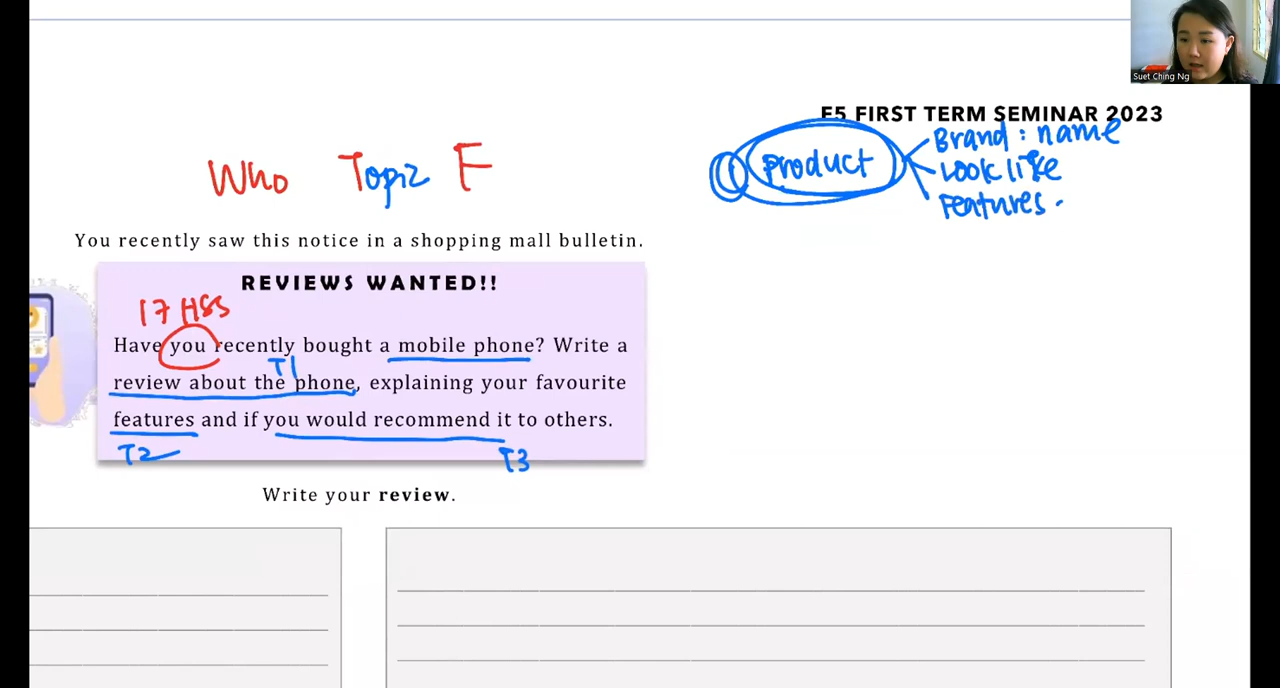 Suet Ching Ng
F5 FIRST TERM SEMINAR 2023
Who Topic F
① Product
Brand : name
Look like
Features.
You recently saw this notice in a shopping mall bulletin.
REVIEWS WANTED!!
17 HSS
Have you recently bought a mobile phone? Write a
T1
review about the phone, explaining your favourite
features and if you would recommend it to others.
T2 T3
Write your review.